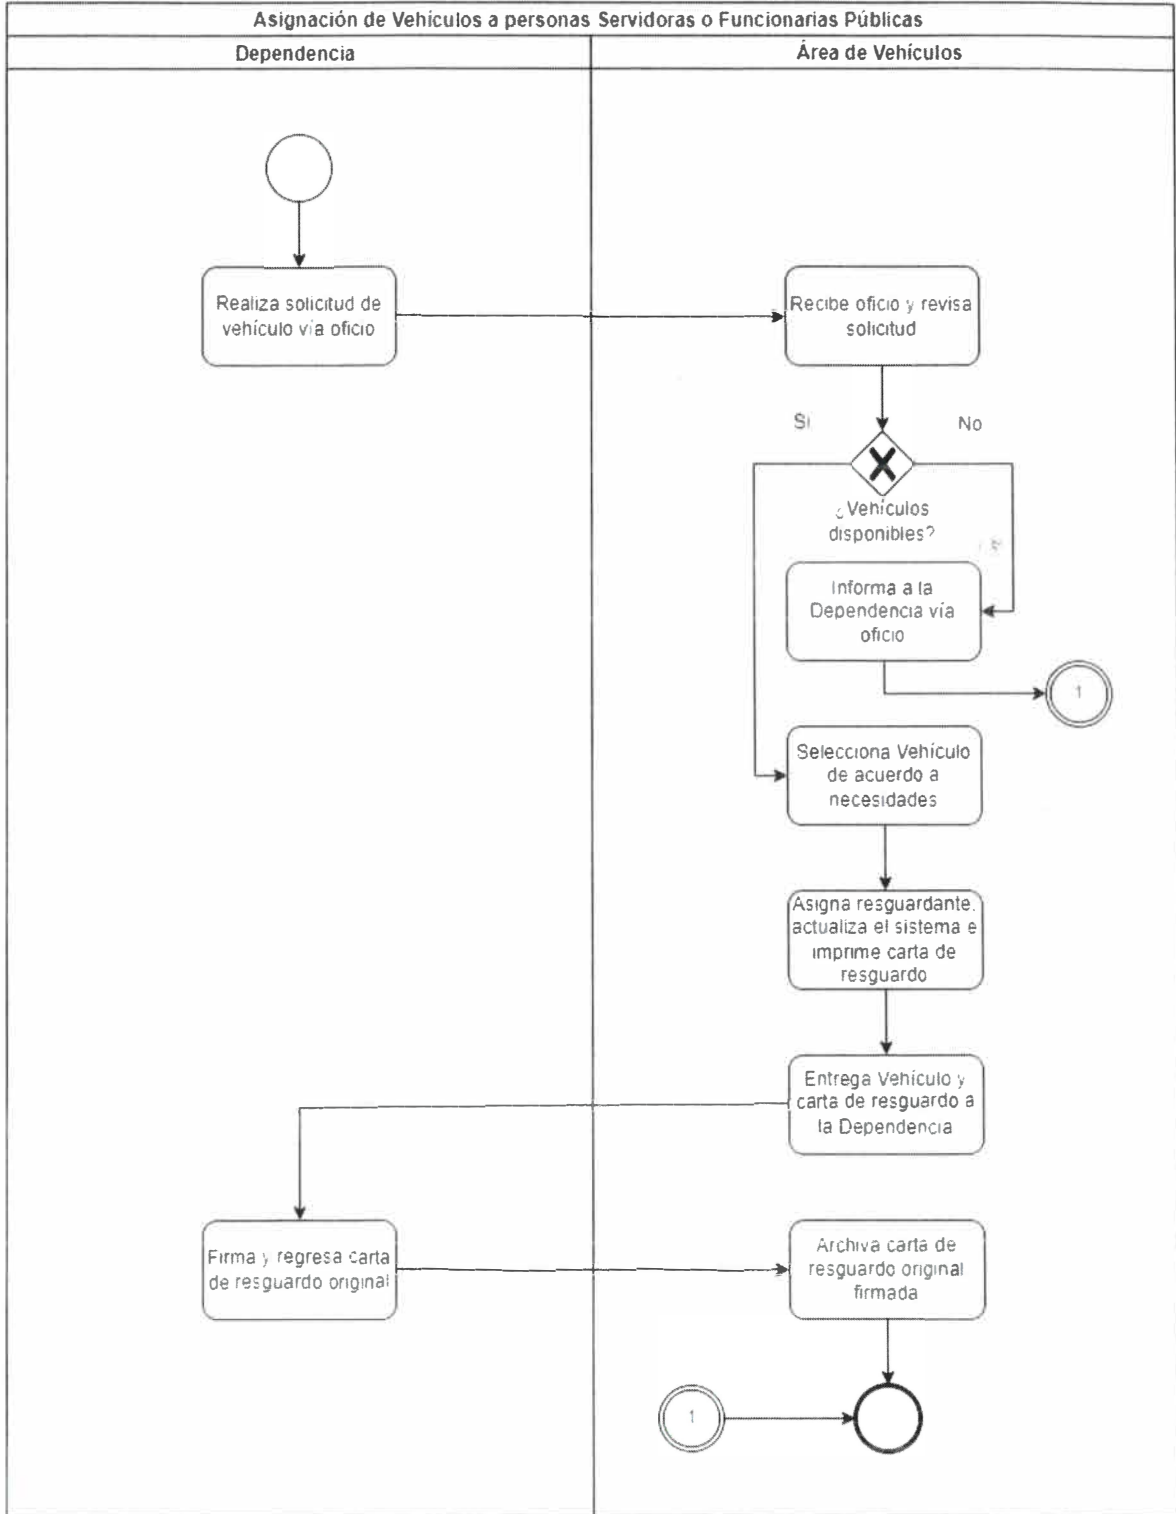 Asignación de Vehículos a personas Servidoras o Funcionarias Públicas
Dependencia
Área de Vehículos
Realiza solicitud de
vehículo vía oficio
Recibe oficio y revisa
solicitud
Sí
No
¿Vehículos
disponibles?
Informa a la
Dependencia vía
oficio
1
Selecciona Vehículo
de acuerdo a
necesidades
Asigna resguardante,
actualiza el sistema e
imprime carta de
resguardo
Entrega Vehículo y
carta de resguardo a
la Dependencia
Firma y regresa carta
de resguardo original
Archiva carta de
resguardo original
firmada
1